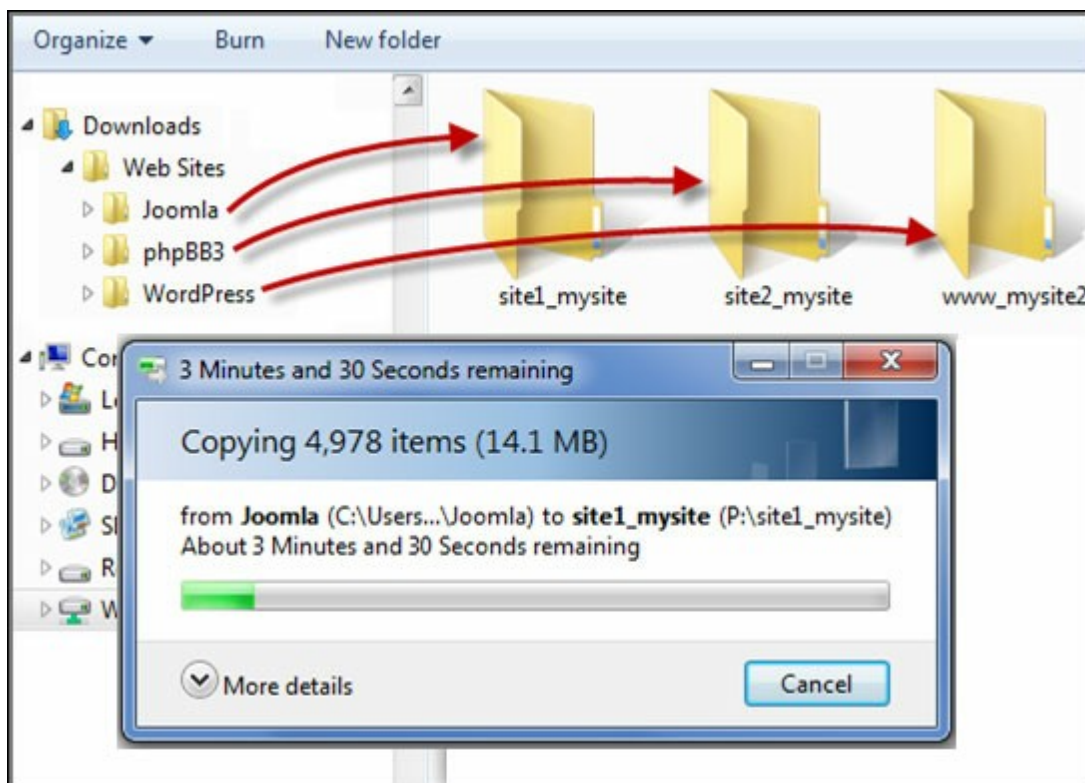 Organize Burn New folder
Downloads
Web Sites
Joomla
phpBB3
WordPress
site1_mysite site2_mysite www_mysite2
3 Minutes and 30 Seconds remaining
Copying 4,978 items (14.1 MB)
from Joomla (C:\Users...\Joomla) to site1_mysite (P:\site1_mysite)
About 3 Minutes and 30 Seconds remaining
More details
Cancel